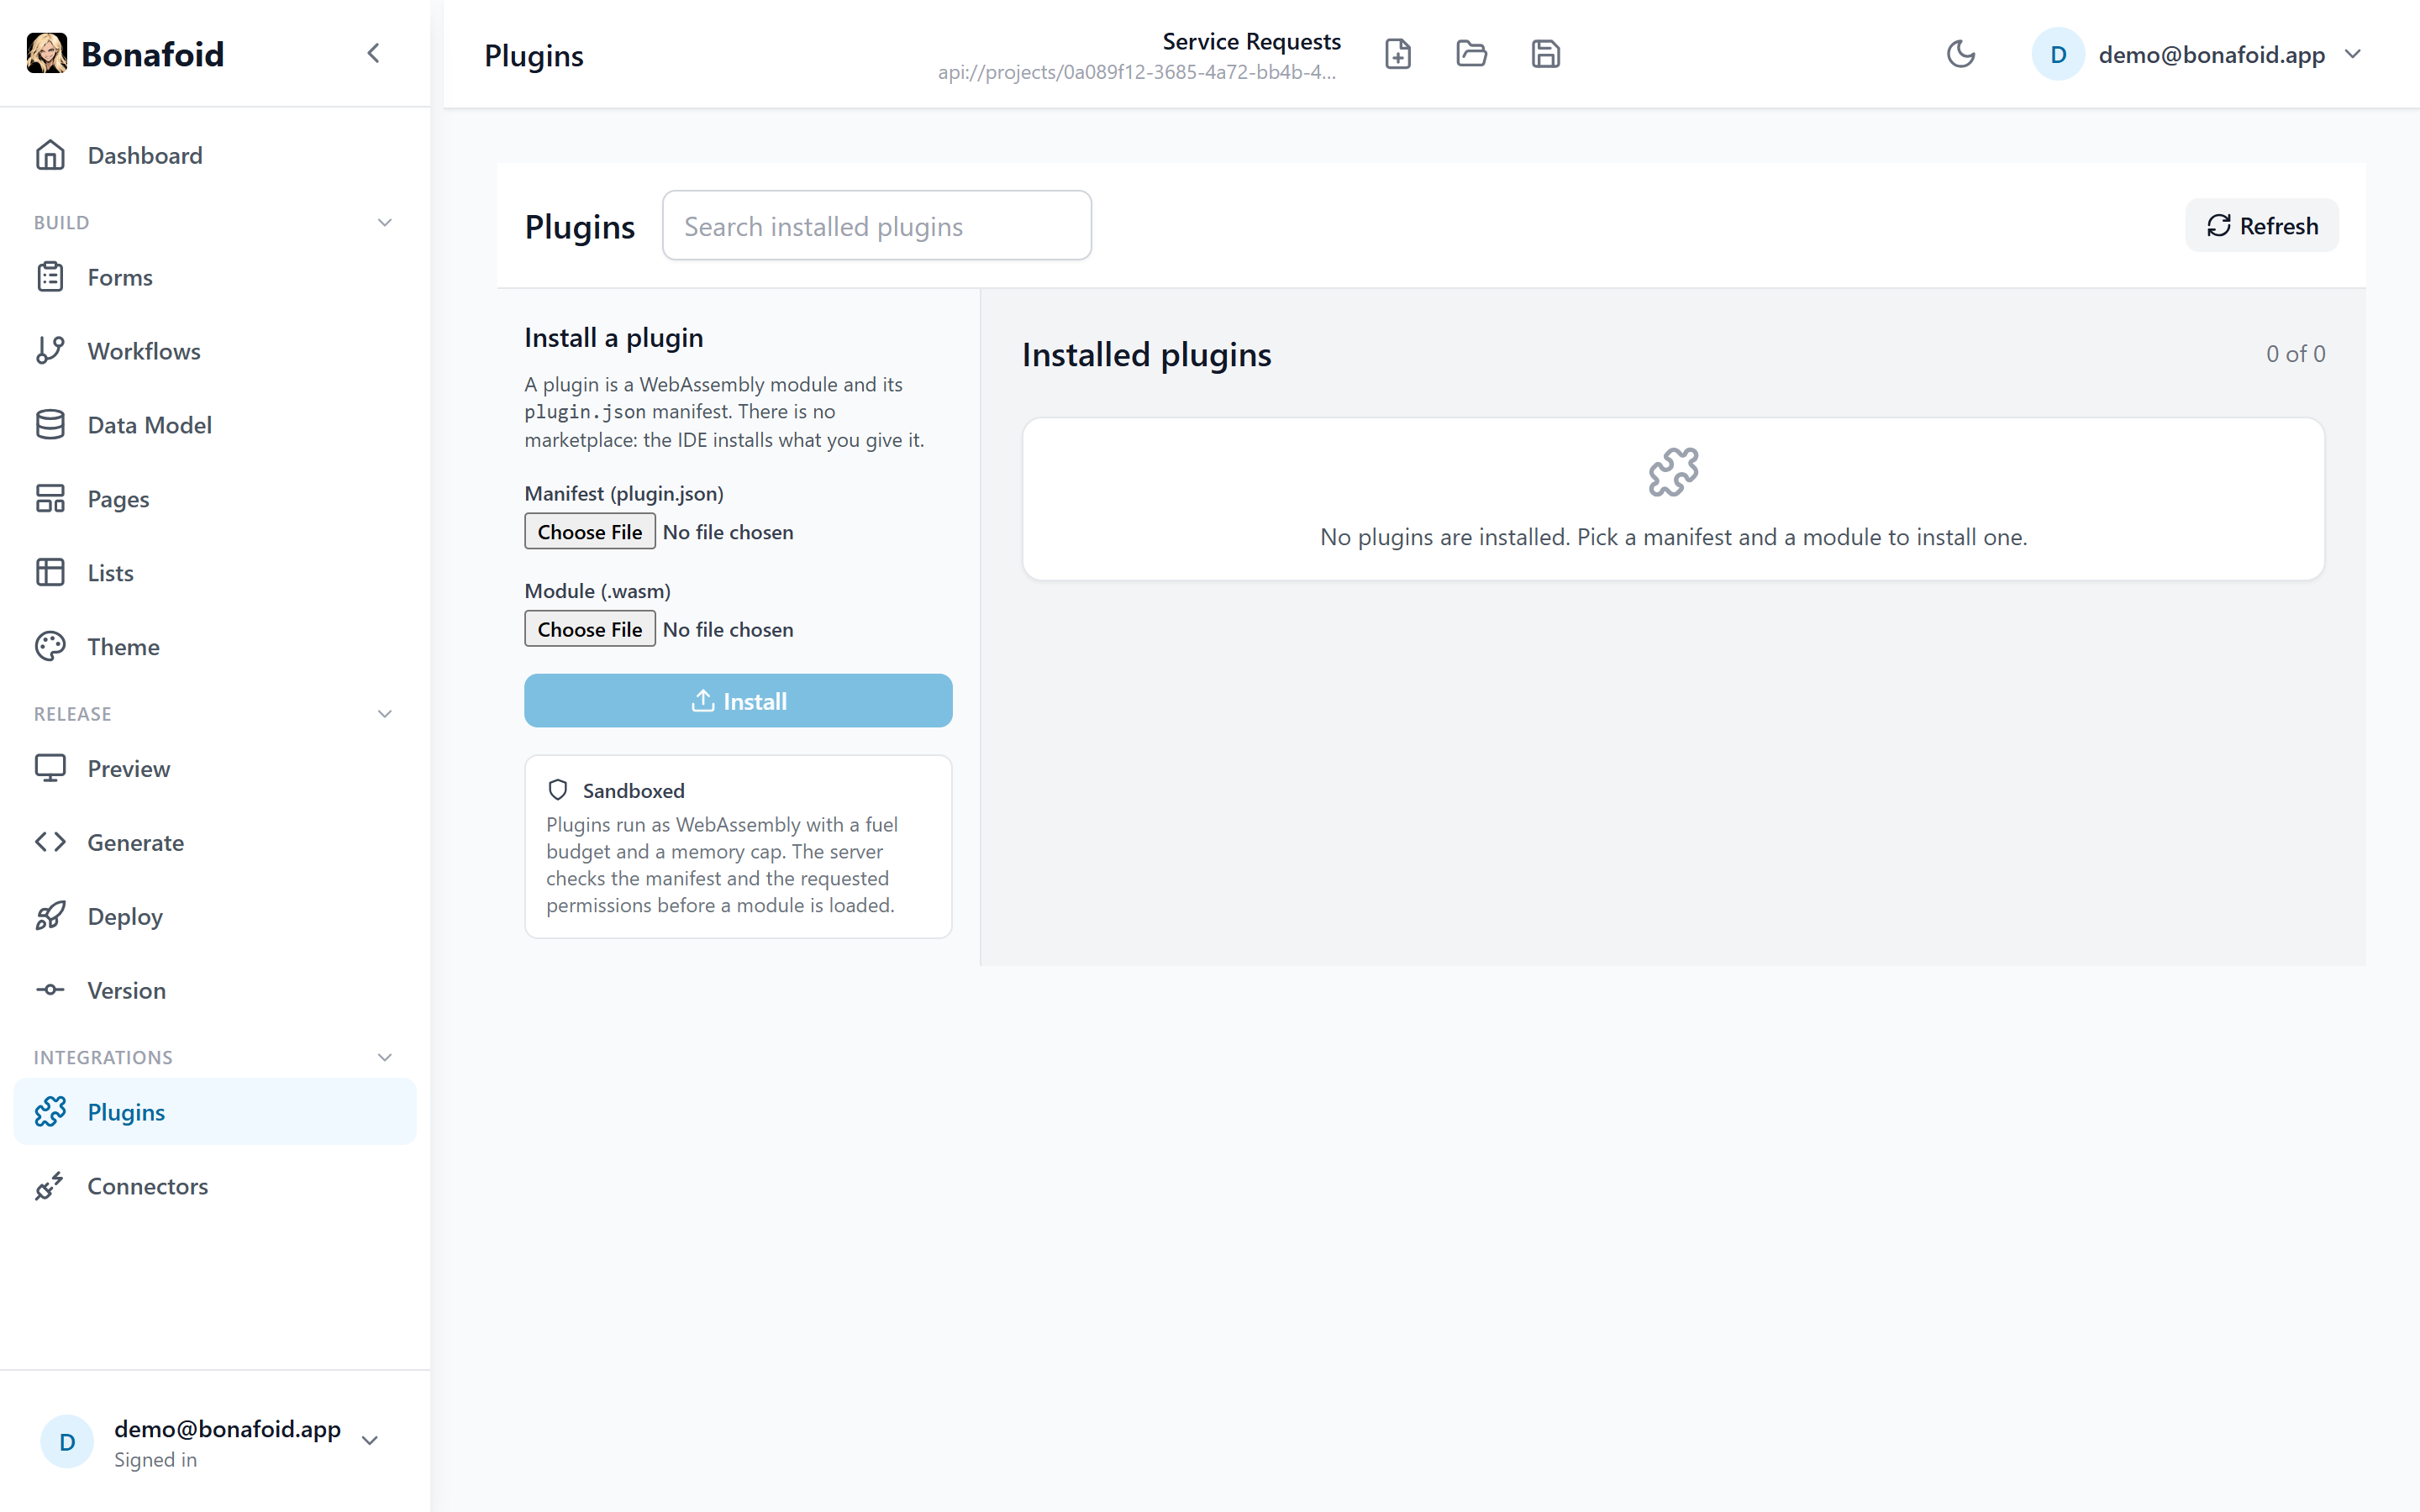 Bonafoid
Dashboard
BUILD
Forms
Workflows
Data Model
Pages
Lists
Theme
RELEASE
Preview
Generate
Deploy
Version
INTEGRATIONS
Plugins
Connectors
D
demo@bonafoid.app
Signed in
Plugins
Service Requests
api://projects/0a089f12-3685-4a72-bb4b-4...
D
demo@bonafoid.app
Plugins
Search installed plugins
Refresh
Install a plugin
A plugin is a WebAssembly module and its
plugin.json manifest. There is no
marketplace: the IDE installs what you give it.
Manifest (plugin.json)
Choose File No file chosen
Module (.wasm)
Choose File No file chosen
Install
Sandboxed
Plugins run as WebAssembly with a fuel
budget and a memory cap. The server
checks the manifest and the requested
permissions before a module is loaded.
Installed plugins
0 of 0
No plugins are installed. Pick a manifest and a module to install one.